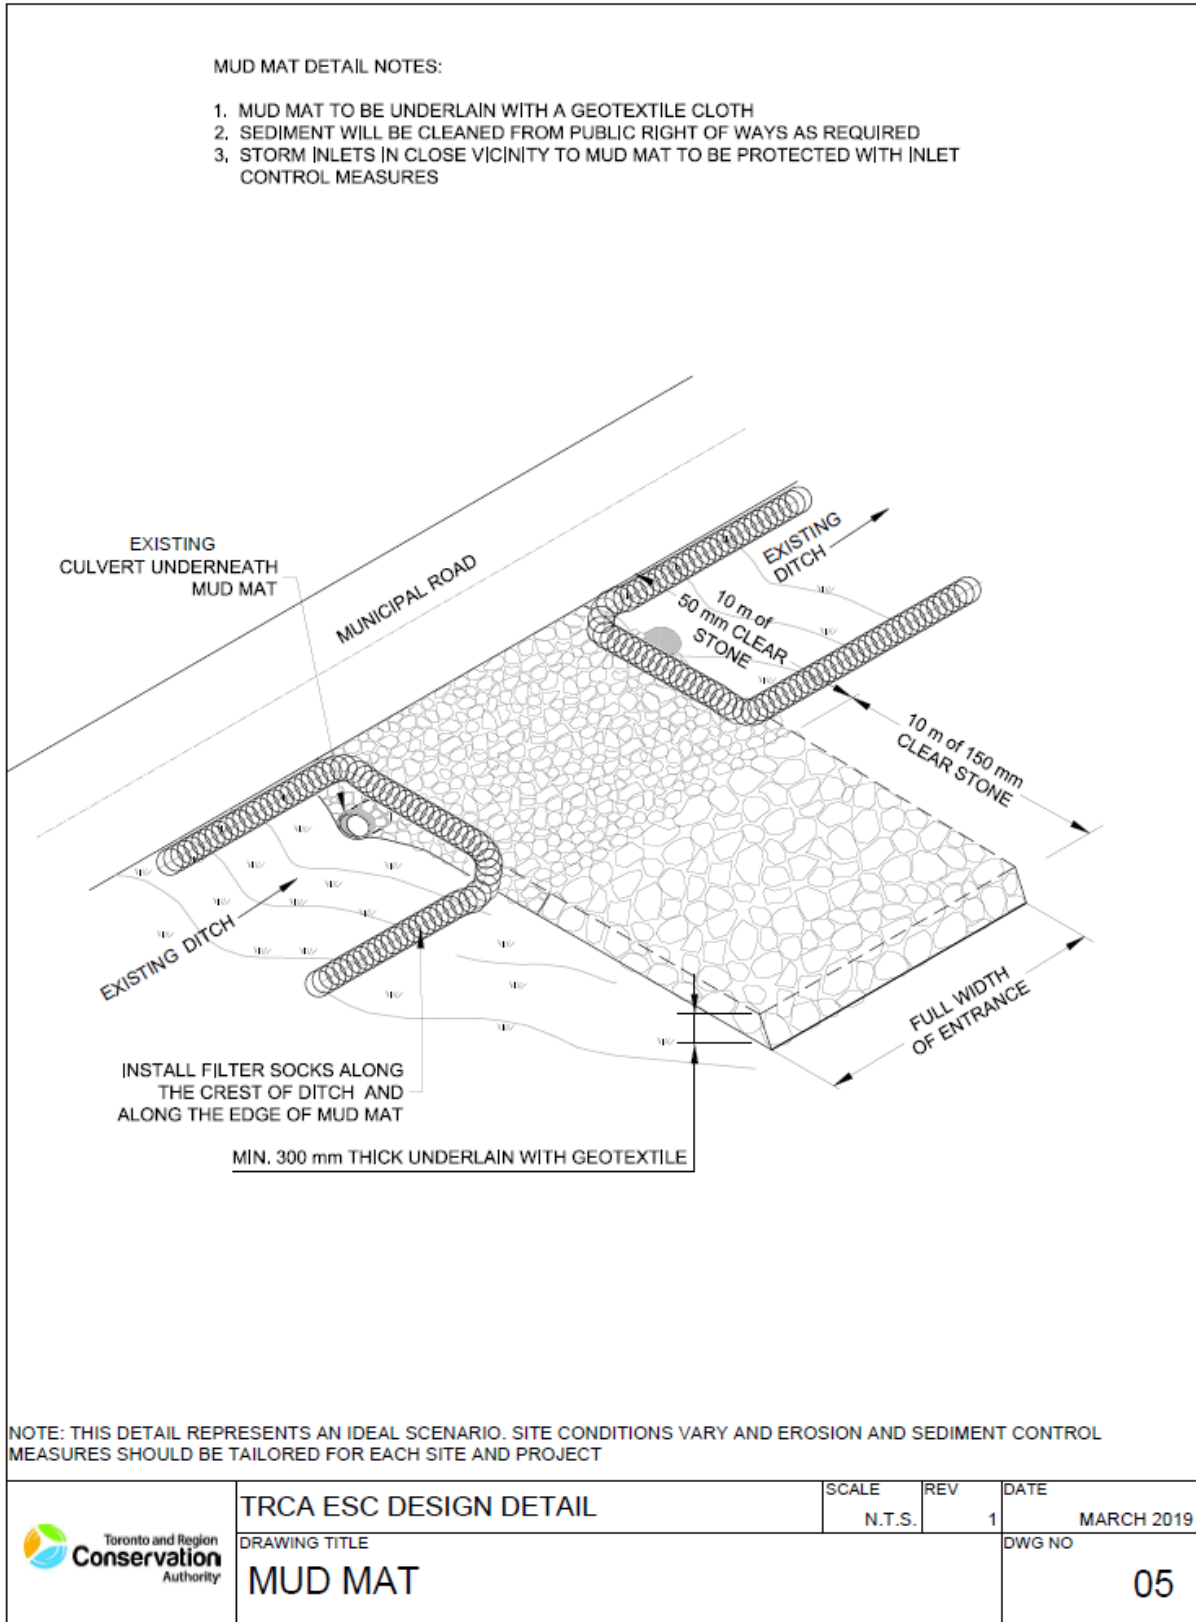 MUD MAT DETAIL NOTES:
1. MUD MAT TO BE UNDERLAIN WITH A GEOTEXTILE CLOTH
2. SEDIMENT WILL BE CLEANED FROM PUBLIC RIGHT OF WAYS AS REQUIRED
3. STORM INLETS IN CLOSE VICINITY TO MUD MAT TO BE PROTECTED WITH INLET
CONTROL MEASURES
EXISTING
CULVERT UNDERNEATH
MUD MAT
MUNICIPAL ROAD
EXISTING
DITCH
10 m of
50 mm CLEAR
STONE
10 m of 150 mm
CLEAR STONE
EXISTING DITCH
FULL WIDTH
OF ENTRANCE
INSTALL FILTER SOCKS ALONG
THE CREST OF DITCH AND
ALONG THE EDGE OF MUD MAT
MIN. 300 mm THICK UNDERLAIN WITH GEOTEXTILE
NOTE: THIS DETAIL REPRESENTS AN IDEAL SCENARIO. SITE CONDITIONS VARY AND EROSION AND SEDIMENT CONTROL
MEASURES SHOULD BE TAILORED FOR EACH SITE AND PROJECT
Toronto and Region
Conservation
Authority
TRCA ESC DESIGN DETAIL
SCALE
N.T.S.
REV
1
DATE
MARCH 2019
DRAWING TITLE
MUD MAT
DWG NO
05